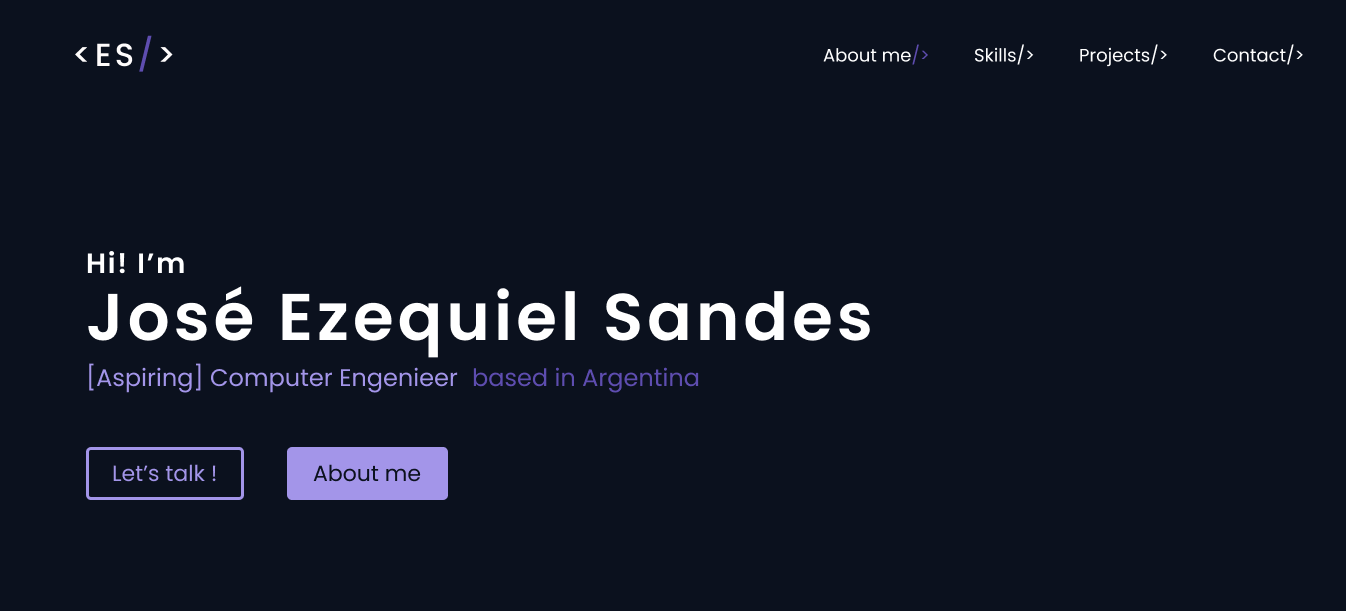 <ES/>
About me/> Skills/> Projects/> Contact/>
Hi! I’m
José Ezequiel Sandes
[Aspiring] Computer Engenieer based in Argentina
Let’s talk ! About me